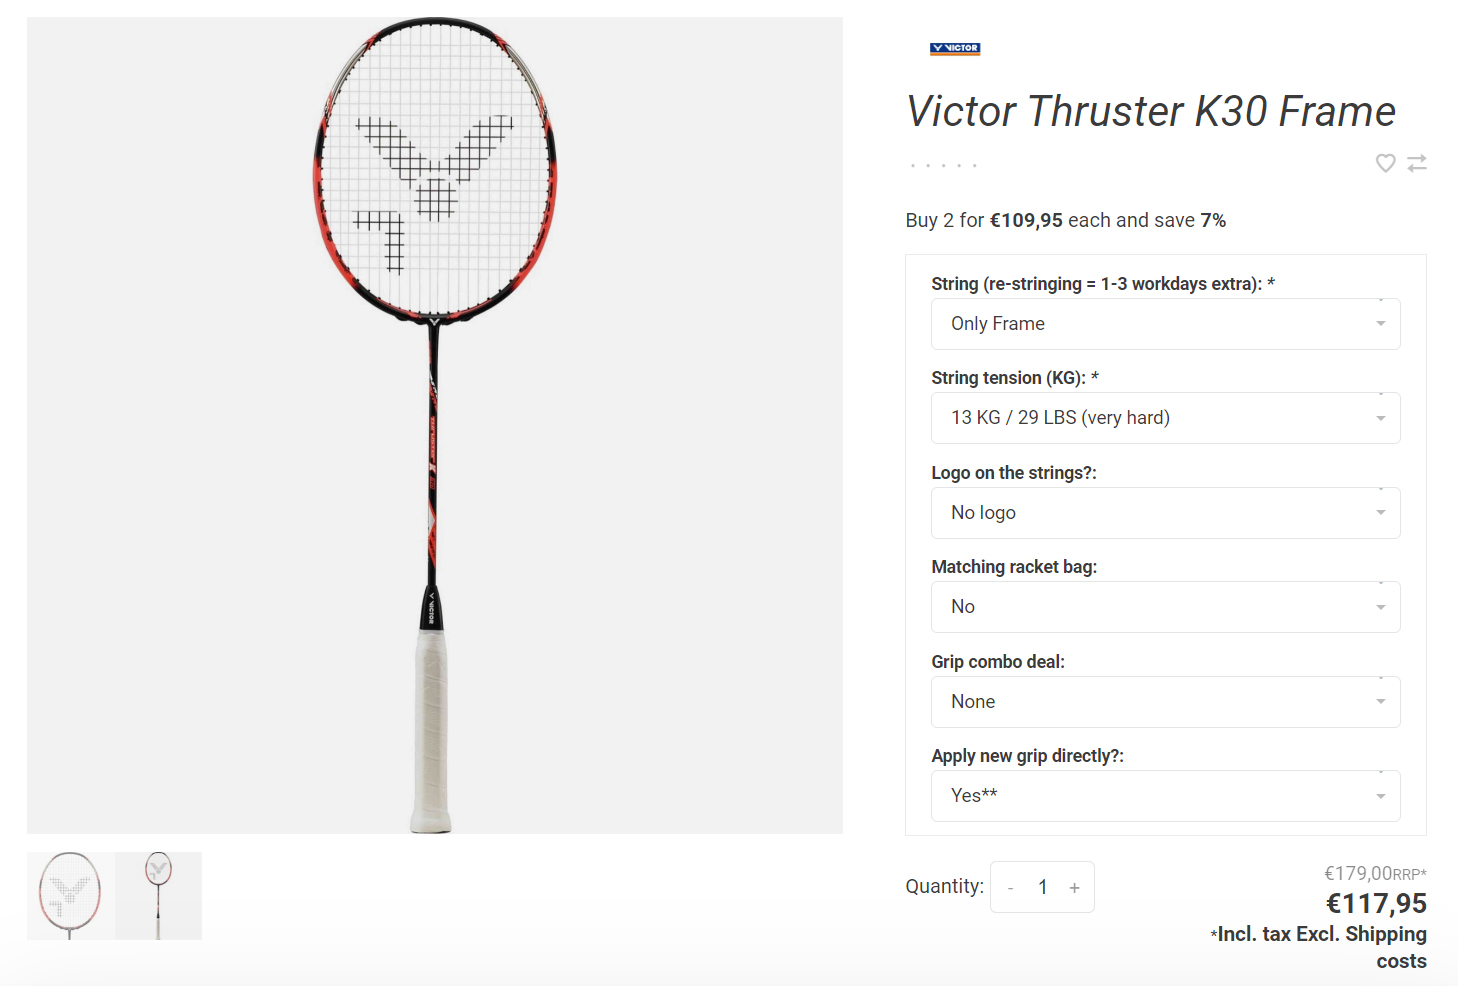 VICTOR
Victor Thruster K30 Frame
Buy 2 for €109,95 each and save 7%
String (re-stringing = 1-3 workdays extra): *
Only Frame
String tension (KG): *
13 KG / 29 LBS (very hard)
Logo on the strings?:
No logo
Matching racket bag:
No
Grip combo deal:
None
Apply new grip directly?:
Yes**
Quantity: - 1 +
€179,00RRP*
€117,95
*Incl. tax Excl. Shipping
costs
VICTOR